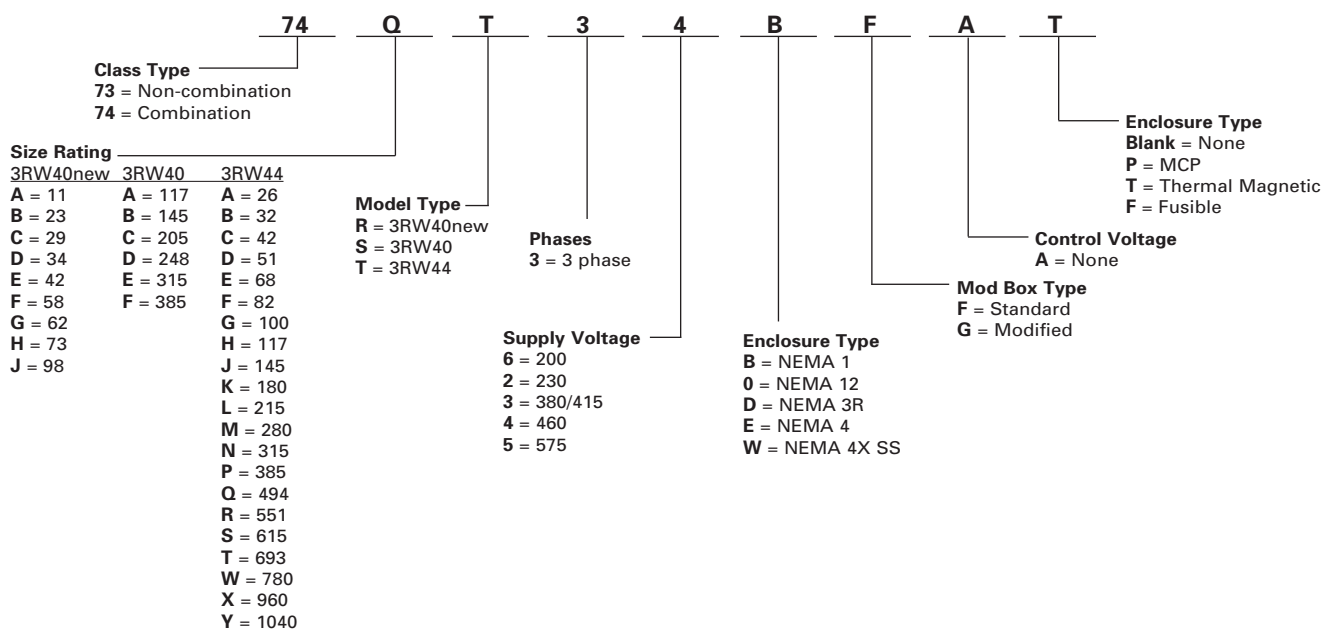 74 Q T 3 4 B F A T
Class Type
73 = Non-combination
74 = Combination
Size Rating
3RW40new 3RW40 3RW44
A = 11 A = 117 A = 26
B = 23 B = 145 B = 32
C = 29 C = 205 C = 42
D = 34 D = 248 D = 51
E = 42 E = 315 E = 68
F = 58 F = 385 F = 82
G = 62 G = 100
H = 73 H = 117
J = 98 J = 145
K = 180
L = 215
M = 280
N = 315
P = 385
Q = 494
R = 551
S = 615
T = 693
W = 780
X = 960
Y = 1040
Model Type
R = 3RW40new
S = 3RW40
T = 3RW44
Phases
3 = 3 phase
Supply Voltage
6 = 200
2 = 230
3 = 380/415
4 = 460
5 = 575
Enclosure Type
B = NEMA 1
0 = NEMA 12
D = NEMA 3R
E = NEMA 4
W = NEMA 4X SS
Mod Box Type
F = Standard
G = Modified
Control Voltage
A = None
Enclosure Type
Blank = None
P = MCP
T = Thermal Magnetic
F = Fusible